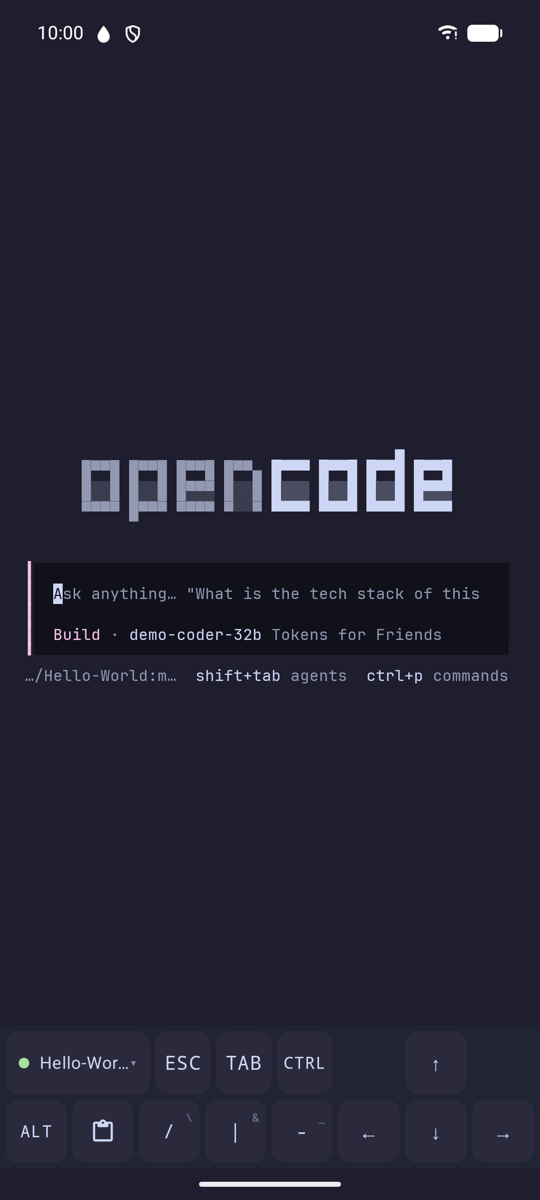 10:00
opencode
Ask anything… "What is the tech stack of this
Build · demo-coder-32b Tokens for Friends
…/Hello-World:m… shift+tab agents ctrl+p commands
Hello-Wor…▾ ESC TAB CTRL ↑
ALT / \ | & - _ ← ↓ →